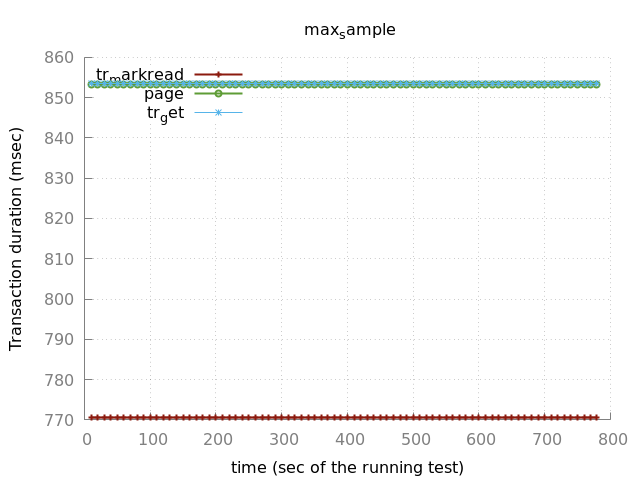 max_sample
860
tr_markread
850
page
tr_get
840
830
820
810
800
790
780
770
Transaction duration (msec)
0 100 200 300 400 500 600 700 800
time (sec of the running test)